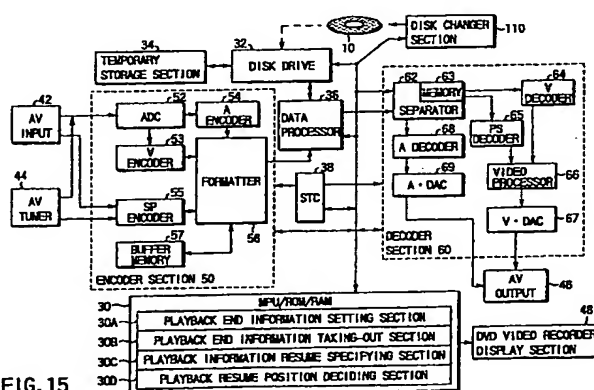 34
TEMPORARY STORAGE SECTION
32
DISK DRIVE
10
DISK CHANGER SECTION
110
42
AV INPUT
44
AV TUNER
52
ADC
54
A ENCODER
53
V ENCODER
55
SP ENCODER
FORMATTER
56
57
BUFFER MEMORY
ENCODER SECTION 50
36
DATA PROCESSOR
38
STC
62
SEPARATOR
63
MEMORY
64
V DECODER
65
PS DECODER
68
A DECODER
69
A・DAC
VIDEO PROCESSOR
66
V・DAC
67
DECODER SECTION 60
AV OUTPUT
46
30
MPU/ROM/RAM
30A
PLAYBACK END INFORMATION SETTING SECTION
30B
PLAYBACK END INFORMATION TAKING-OUT SECTION
30C
PLAYBACK INFORMATION RESUME SPECIFYING SECTION
30D
PLAYBACK RESUME POSITION DECIDING SECTION
48
DVD VIDEO RECORDER DISPLAY SECTION
FIG. 15